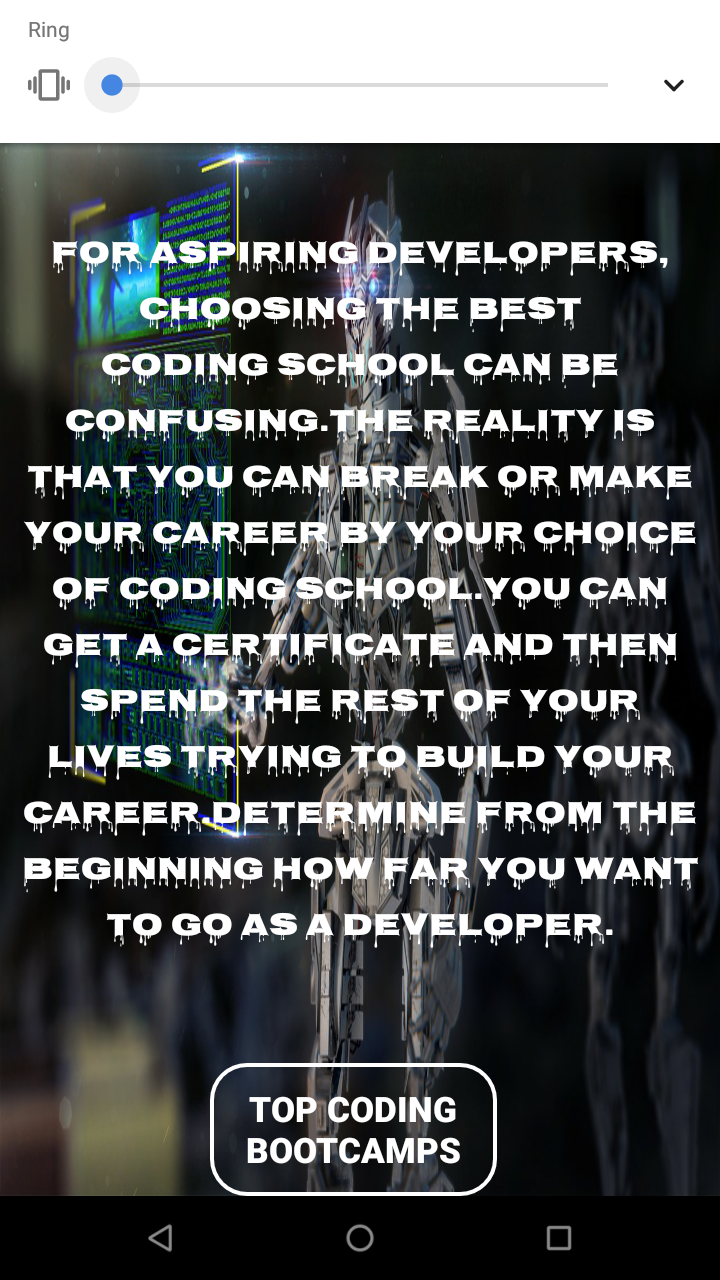 Ring
FOR ASPIRING DEVELOPERS,
CHOOSING THE BEST
CODING SCHOOL CAN BE
CONFUSING.THE REALITY IS
THAT YOU CAN BREAK OR MAKE
YOUR CAREER BY YOUR CHOICE
OF CODING SCHOOL.YOU CAN
GET A CERTIFICATE AND THEN
SPEND THE REST OF YOUR
LIVES TRYING TO BUILD YOUR
CAREER.DETERMINE FROM THE
BEGINNING HOW FAR YOU WANT
TO GO AS A DEVELOPER.
TOP CODING
BOOTCAMPS